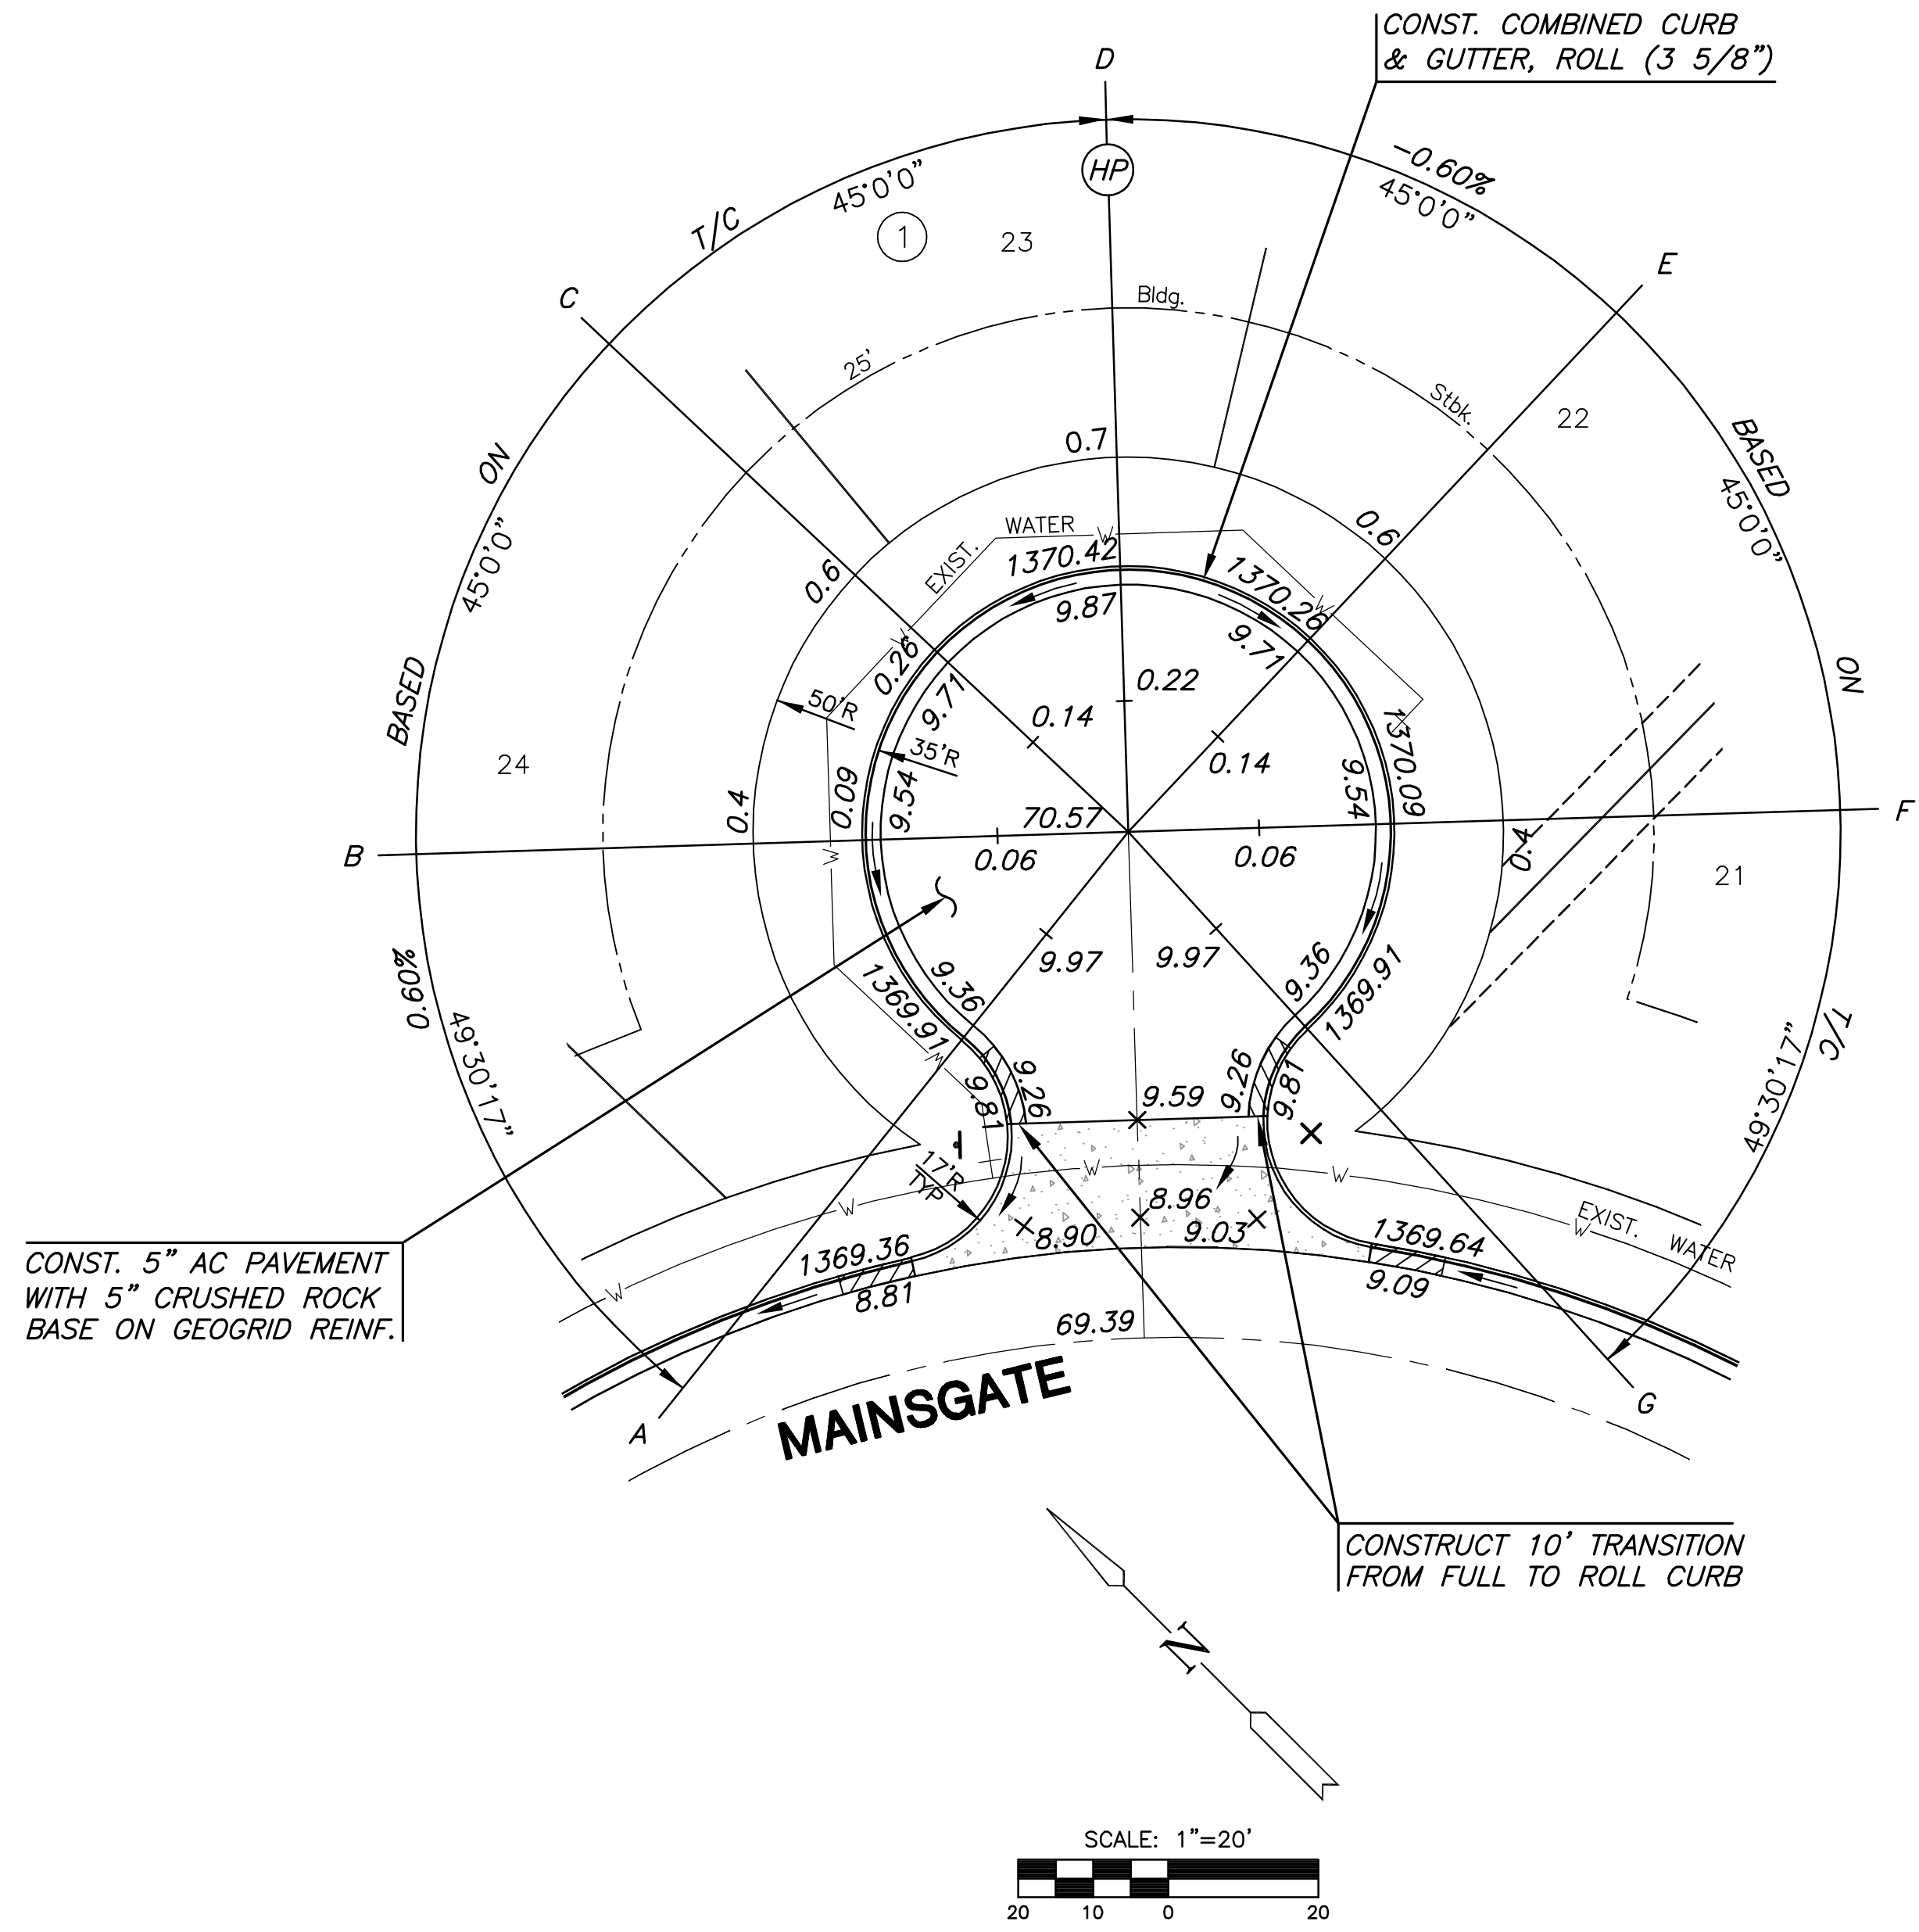 CONST. COMBINED CURB
& GUTTER, ROLL (3 5/8")
D
HP
-0.60%
45°0'0"
45°0'0"
T/C
1
23
E
C
Bldg.
25'
Stbk.
22
0.7
BASED
ON
45°0'0"
45°0'0"
0.6
0.6
WATER
W
EXIST.
1370.42
1370.26
W
W
9.87
9.71
0.26
9.71
0.22
0.14
0.14
50'R
35'R
BASED
ON
24
0.4
0.09
9.54
70.57
9.54
1370.09
F
B
0.06
0.06
0.4
21
W
9.97
9.97
0.60%
49°30'17"
9.36
9.36
1369.91
1369.91
T/C
49°30'17"
W
9.81
9.26
9.59
9.26
9.81
17'R
TYP
W
W
W
8.96
8.90
9.03
EXIST. WATER
W
1369.36
1369.64
8.81
9.09
W
69.39
CONST. 5" AC PAVEMENT
WITH 5" CRUSHED ROCK
BASE ON GEOGRID REINF.
MAINSGATE
A
G
CONSTRUCT 10' TRANSITION
FROM FULL TO ROLL CURB
N
SCALE: 1"=20'
20 10 0 20